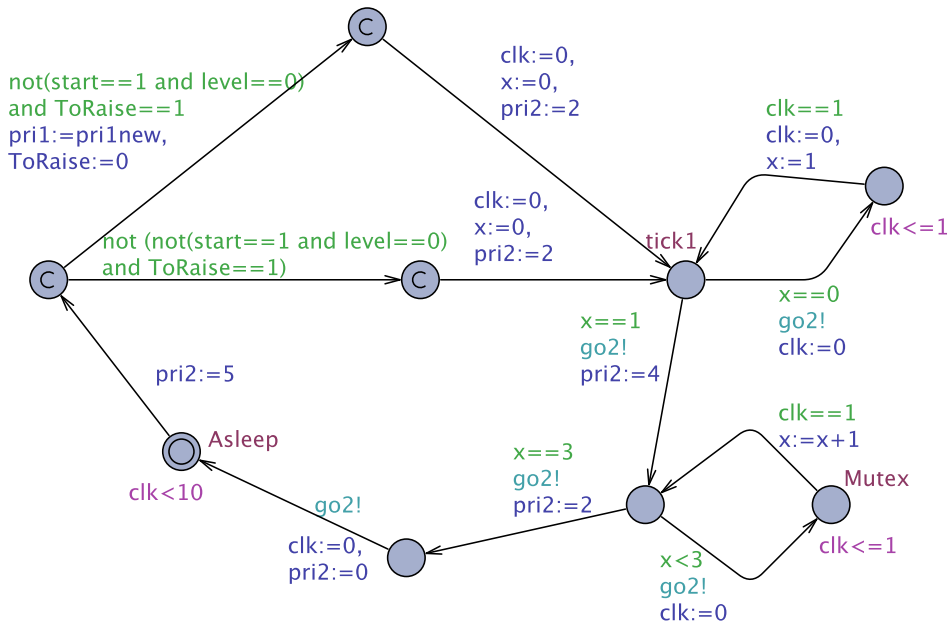 C
clk:=0,
x:=0,
pri2:=2
not(start==1 and level==0)
and ToRaise==1
pri1:=pri1new,
ToRaise:=0
clk==1
clk:=0,
x:=1
clk:=0,
x:=0,
pri2:=2
clk<=1
not (not(start==1 and level==0)
and ToRaise==1)
tick1
C
C
x==0
go2!
clk:=0
x==1
go2!
pri2:=4
pri2:=5
clk==1
x:=x+1
Asleep
x==3
go2!
pri2:=2
Mutex
clk<10
go2!
clk:=0,
pri2:=0
clk<=1
x<3
go2!
clk:=0